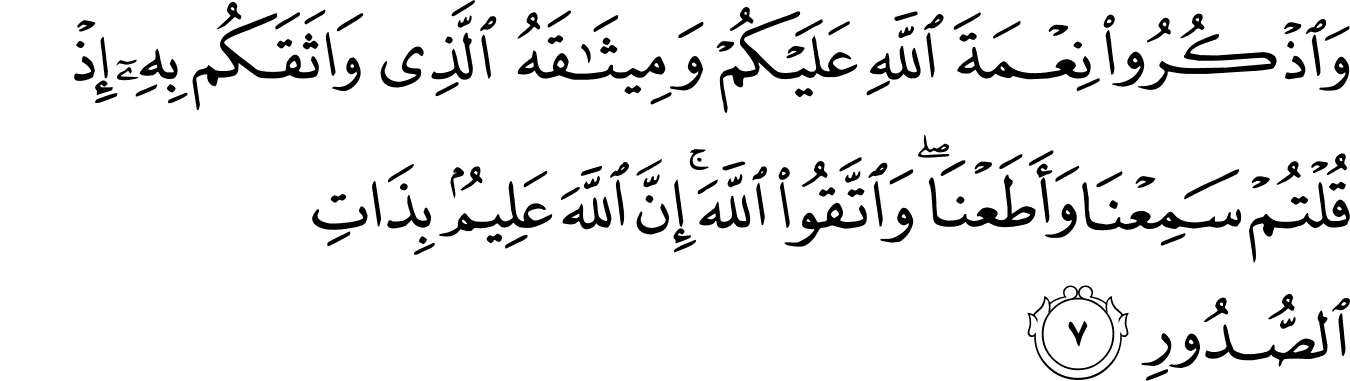 وَٱذْكُرُوا۟ نِعْمَةَ ٱللَّهِ عَلَيْكُمْ وَمِيثَٰقَهُ ٱلَّذِى وَاثَقَكُم بِهِۦٓ إِذْ
قُلْتُمْ سَمِعْنَا وَأَطَعْنَا ۖ وَٱتَّقُوا۟ ٱللَّهَ ۚ إِنَّ ٱللَّهَ عَلِيمٌۢ بِذَاتِ
ٱلصُّدُورِ ٧